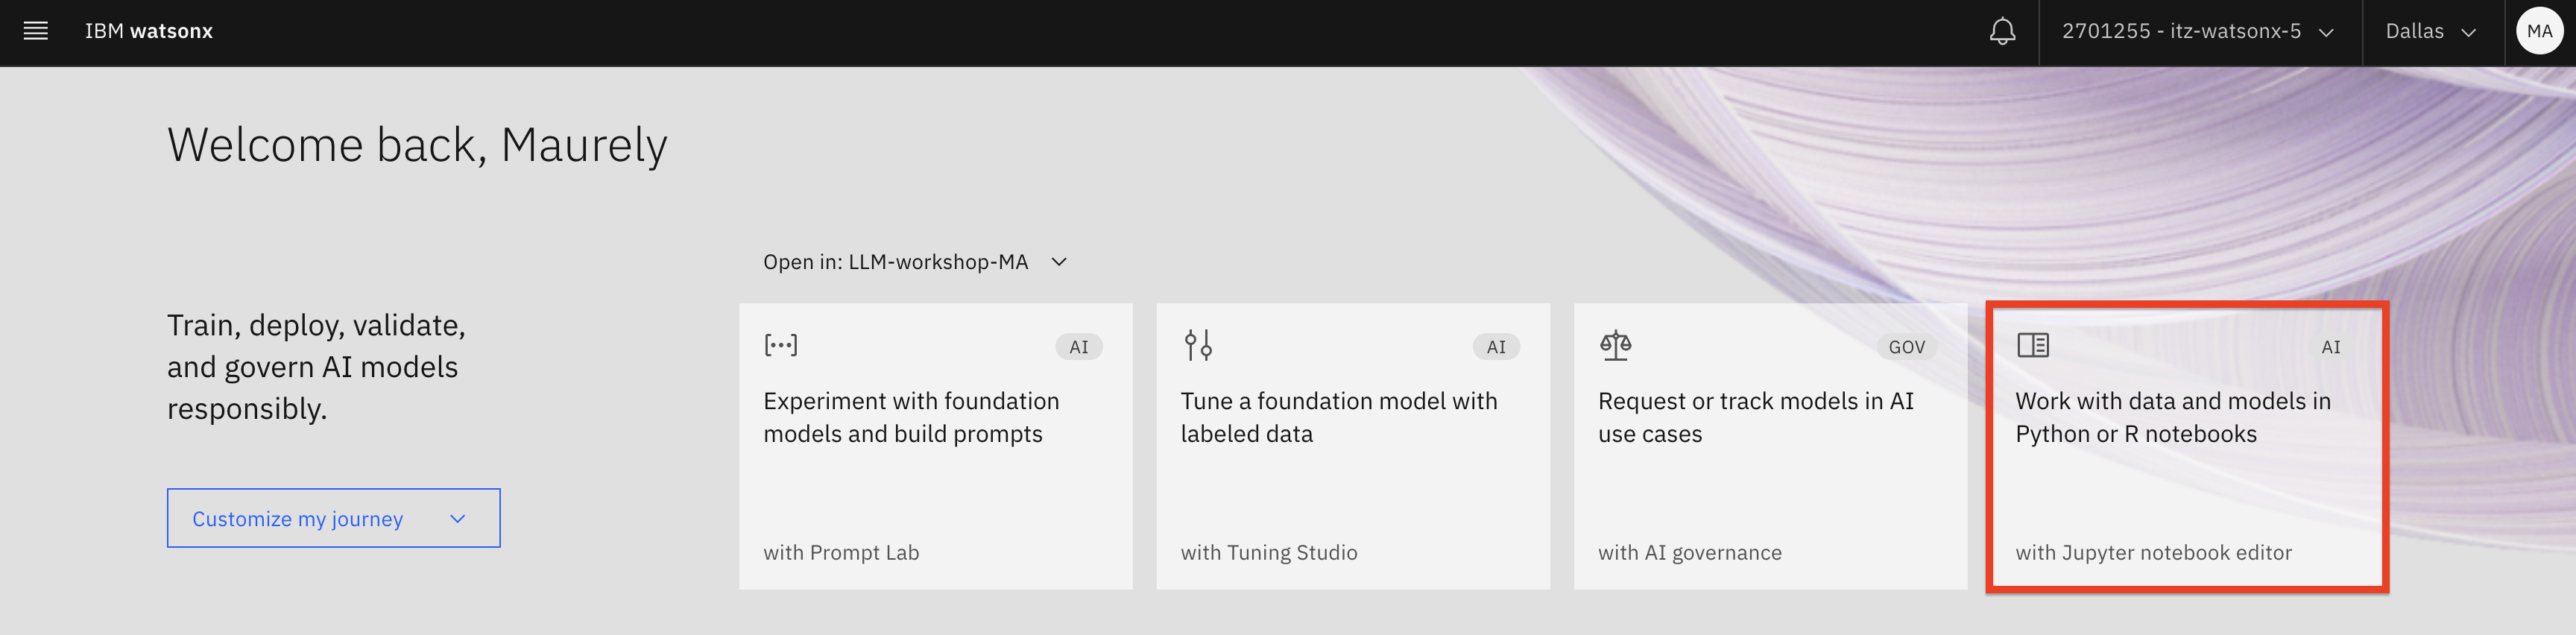 IBM watsonx
2701255 - itz-watsonx-5
Dallas
MA
Welcome back, Maurely
Train, deploy, validate,
and govern AI models
responsibly.
Customize my journey
Open in: LLM-workshop-MA
AI
Experiment with foundation
models and build prompts
with Prompt Lab
AI
Tune a foundation model with
labeled data
with Tuning Studio
GOV
Request or track models in AI
use cases
with AI governance
AI
Work with data and models in
Python or R notebooks
with Jupyter notebook editor